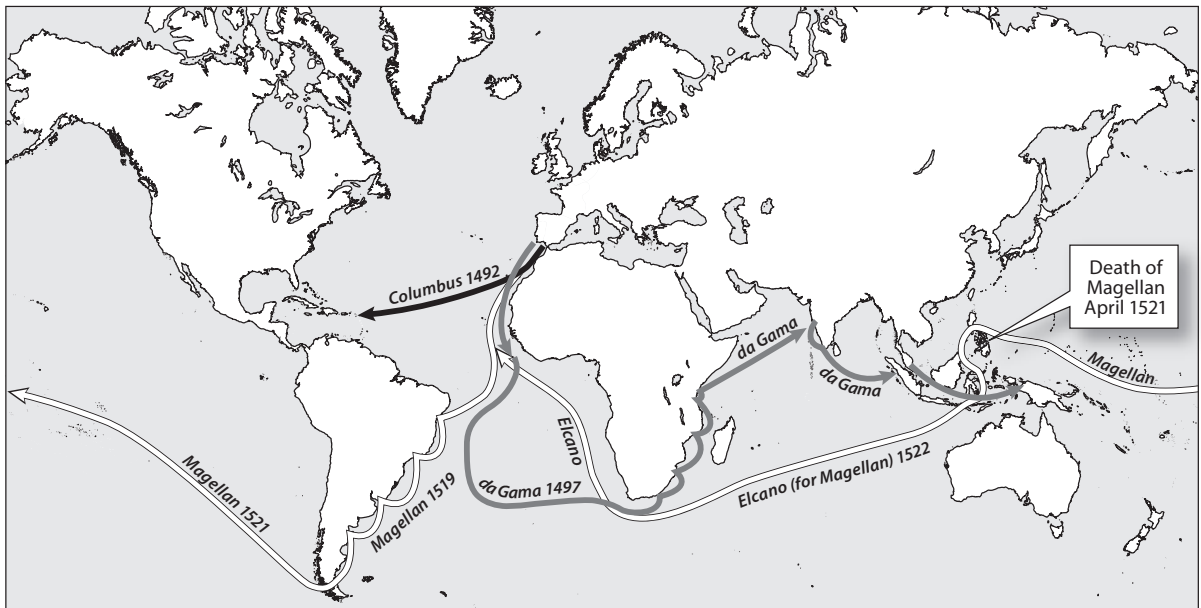 Columbus 1492
Death of
Magellan
April 1521
da Gama
Magellan
da Gama
Elcano
Magellan 1521
Magellan 1519
da Gama 1497
Elcano (for Magellan) 1522